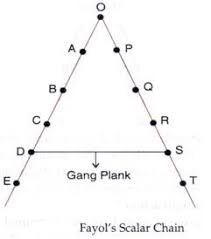 O
A P
B Q
C R
D S
Gang Plank
E T
Fayol's Scalar Chain